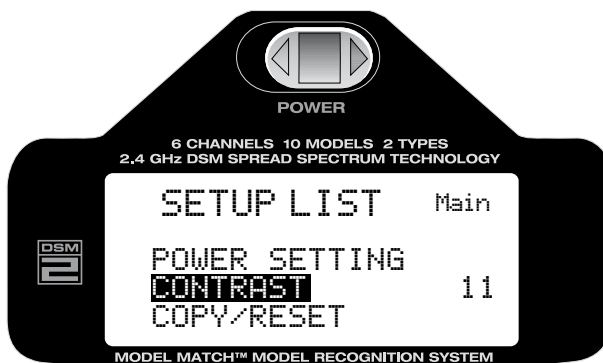 POWER
6 CHANNELS 10 MODELS 2 TYPES
2.4 GHz DSM SPREAD SPECTRUM TECHNOLOGY
SETUP LIST Main
DSM
2
POWER SETTING
CONTRAST 11
COPY/RESET
MODEL MATCH™ MODEL RECOGNITION SYSTEM